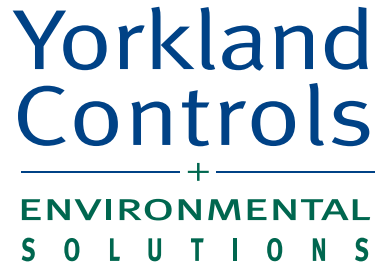 Yorkland
Controls
+
ENVIRONMENTAL
SOLUTIONS